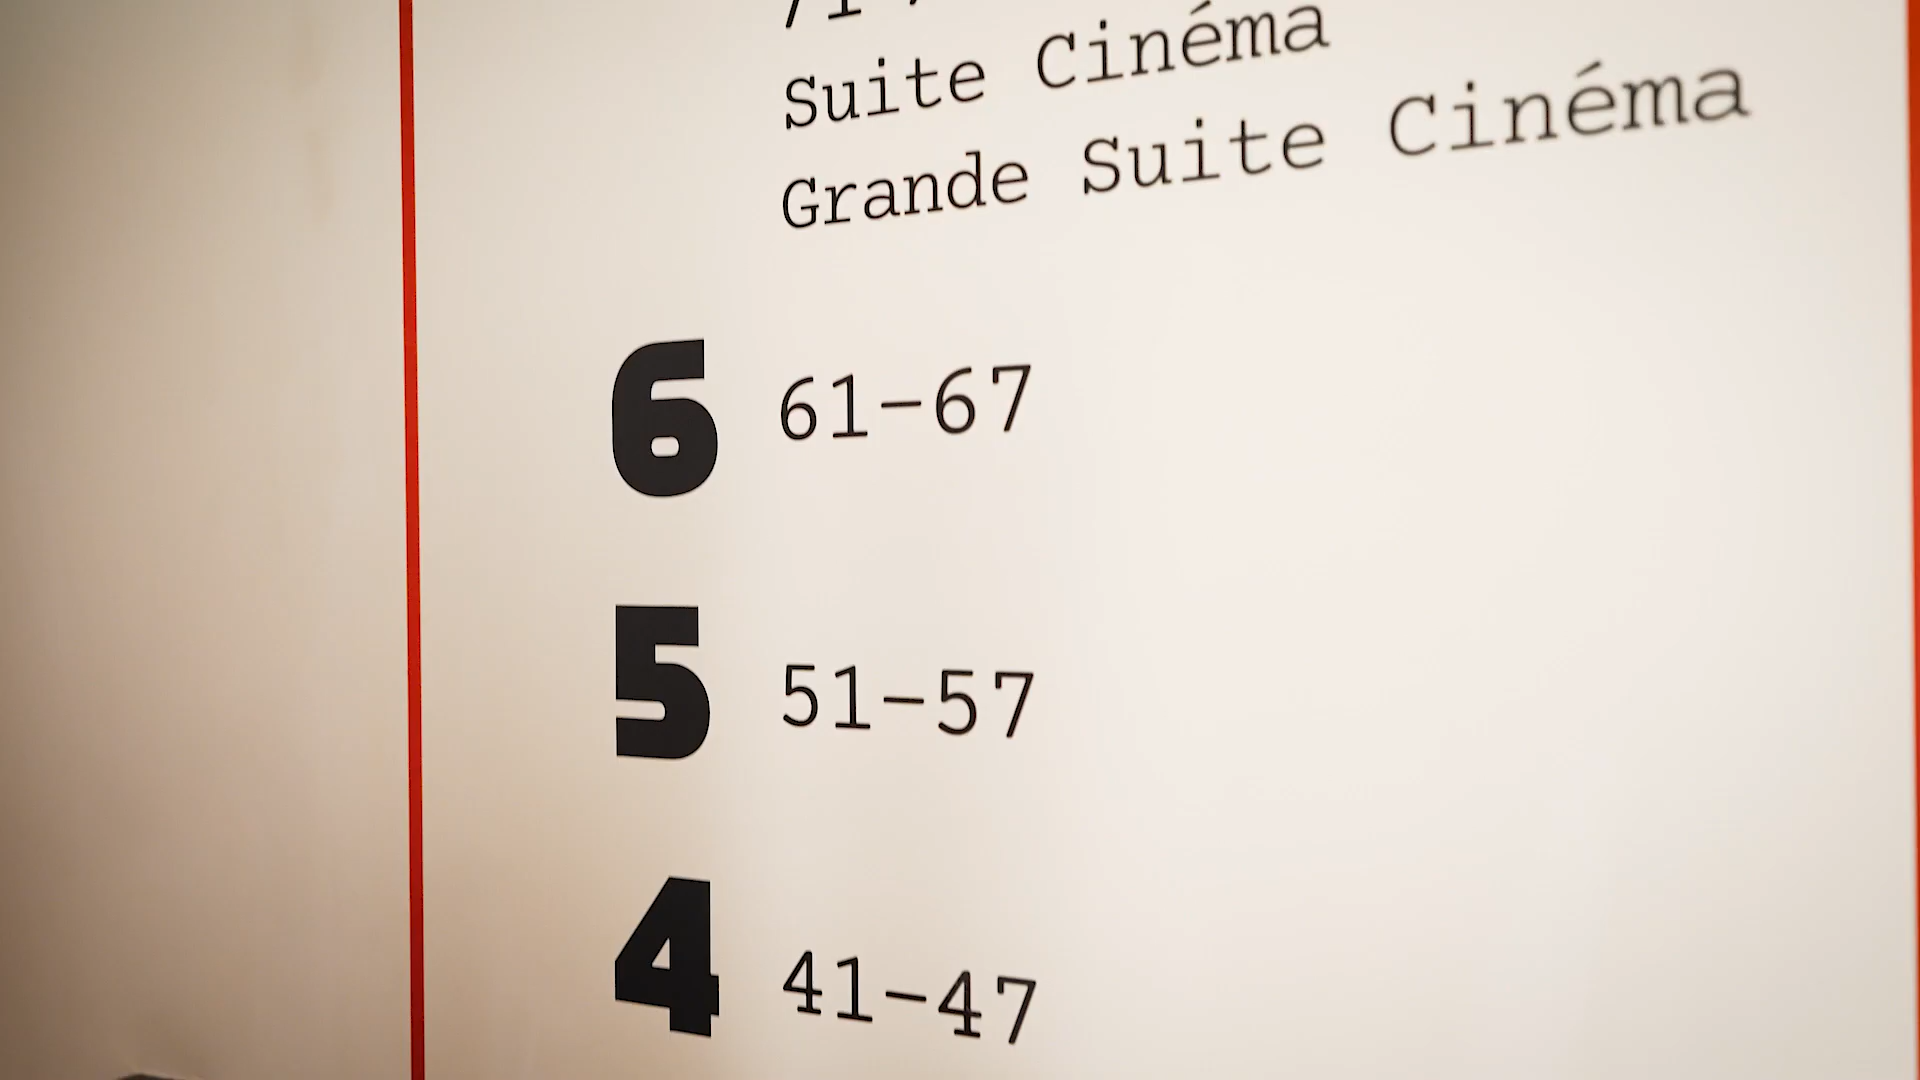 Suite Cinéma
Grande Suite Cinéma
6 61-67
5 51-57
4 41-47